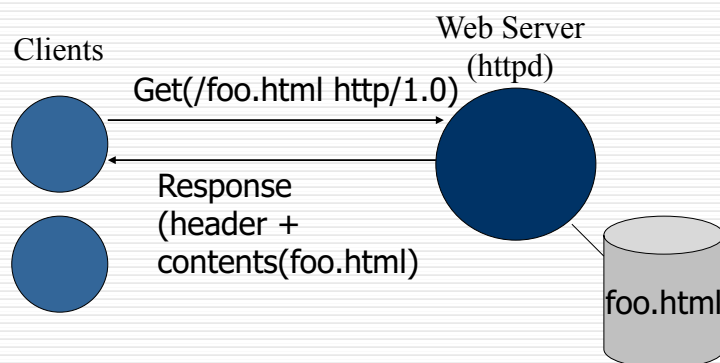 Clients
Web Server
(httpd)
Get(/foo.html http/1.0)
Response
(header +
contents(foo.html)
foo.html